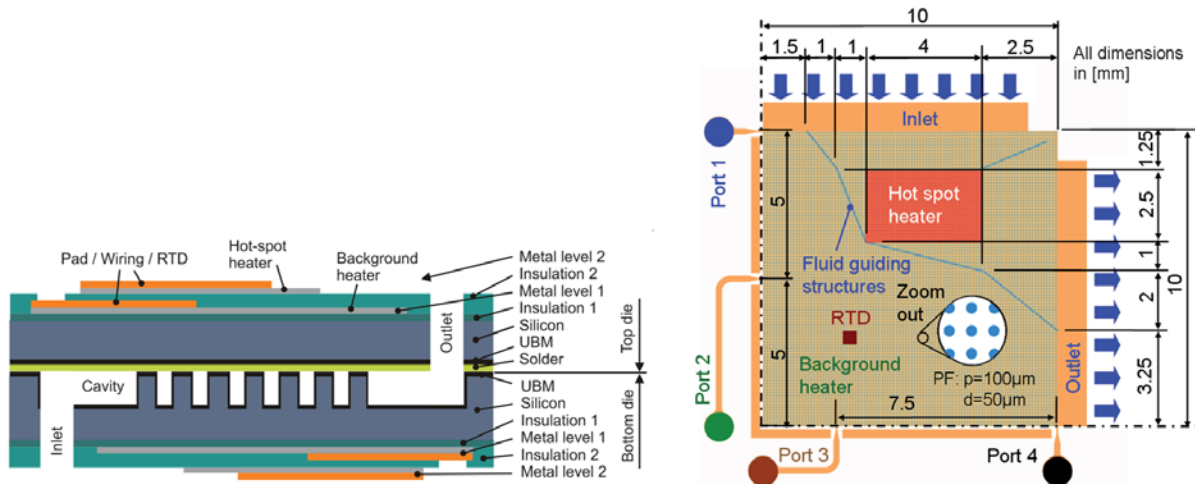 Pad / Wiring / RTD
Hot-spot
heater
Background
heater
Metal level 2
Insulation 2
Metal level 1
Insulation 1
Silicon
UBM
Solder
Top die
Outlet
Cavity
Inlet
UBM
Silicon
Insulation 1
Metal level 1
Insulation 2
Metal level 2
Bottom die
10
1.5
1
1
4
2.5
All dimensions
in [mm]
Inlet
Port 1
5
Hot spot
heater
1.25
2.5
1
2
3.25
10
Fluid guiding
structures
Zoom
out
RTD
Background
heater
PF: p=100µm
d=50µm
5
Port 2
7.5
Outlet
Port 3
Port 4